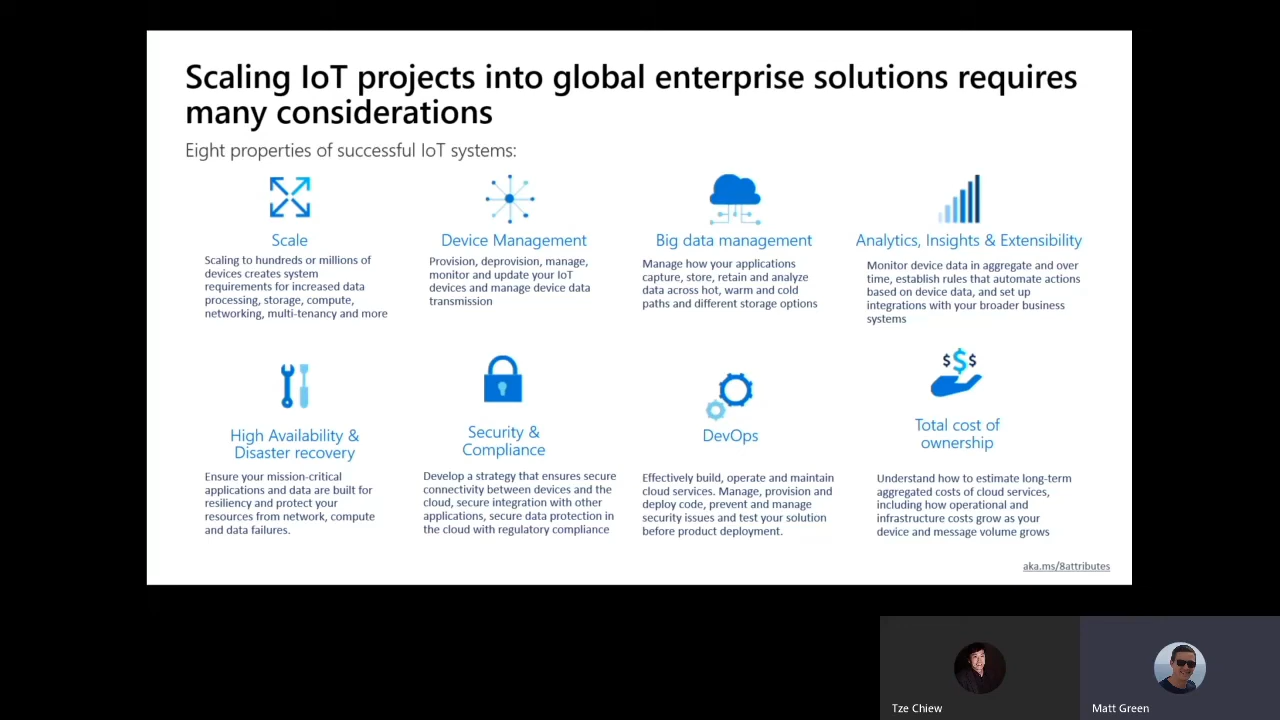 Scaling IoT projects into global enterprise solutions requires
many considerations
Eight properties of successful IoT systems:
Scale
Scaling to hundreds or millions of
devices creates system
requirements for increased data
processing, storage, compute,
networking, multi-tenancy and more
Device Management
Provision, deprovision, manage,
monitor and update your IoT
devices and manage device data
transmission
Big data management
Manage how your applications
capture, store, retain and analyze
data across hot, warm and cold
paths and different storage options
Analytics, Insights & Extensibility
Monitor device data in aggregate and over
time, establish rules that automate actions
based on device data, and set up
integrations with your broader business
systems
High Availability &
Disaster recovery
Ensure your mission-critical
applications and data are built for
resiliency and protect your
resources from network, compute
and data failures.
Security &
Compliance
Develop a strategy that ensures secure
connectivity between devices and the
cloud, secure integration with other
applications, secure data protection in
the cloud with regulatory compliance
DevOps
Effectively build, operate and maintain
cloud services. Manage, provision and
deploy code, prevent and manage
security issues and test your solution
before product deployment.
$$$
Total cost of
ownership
Understand how to estimate long-term
aggregated costs of cloud services,
including how operational and
infrastructure costs grow as your
device and message volume grows
aka.ms/8attributes
Tze Chiew
Matt Green